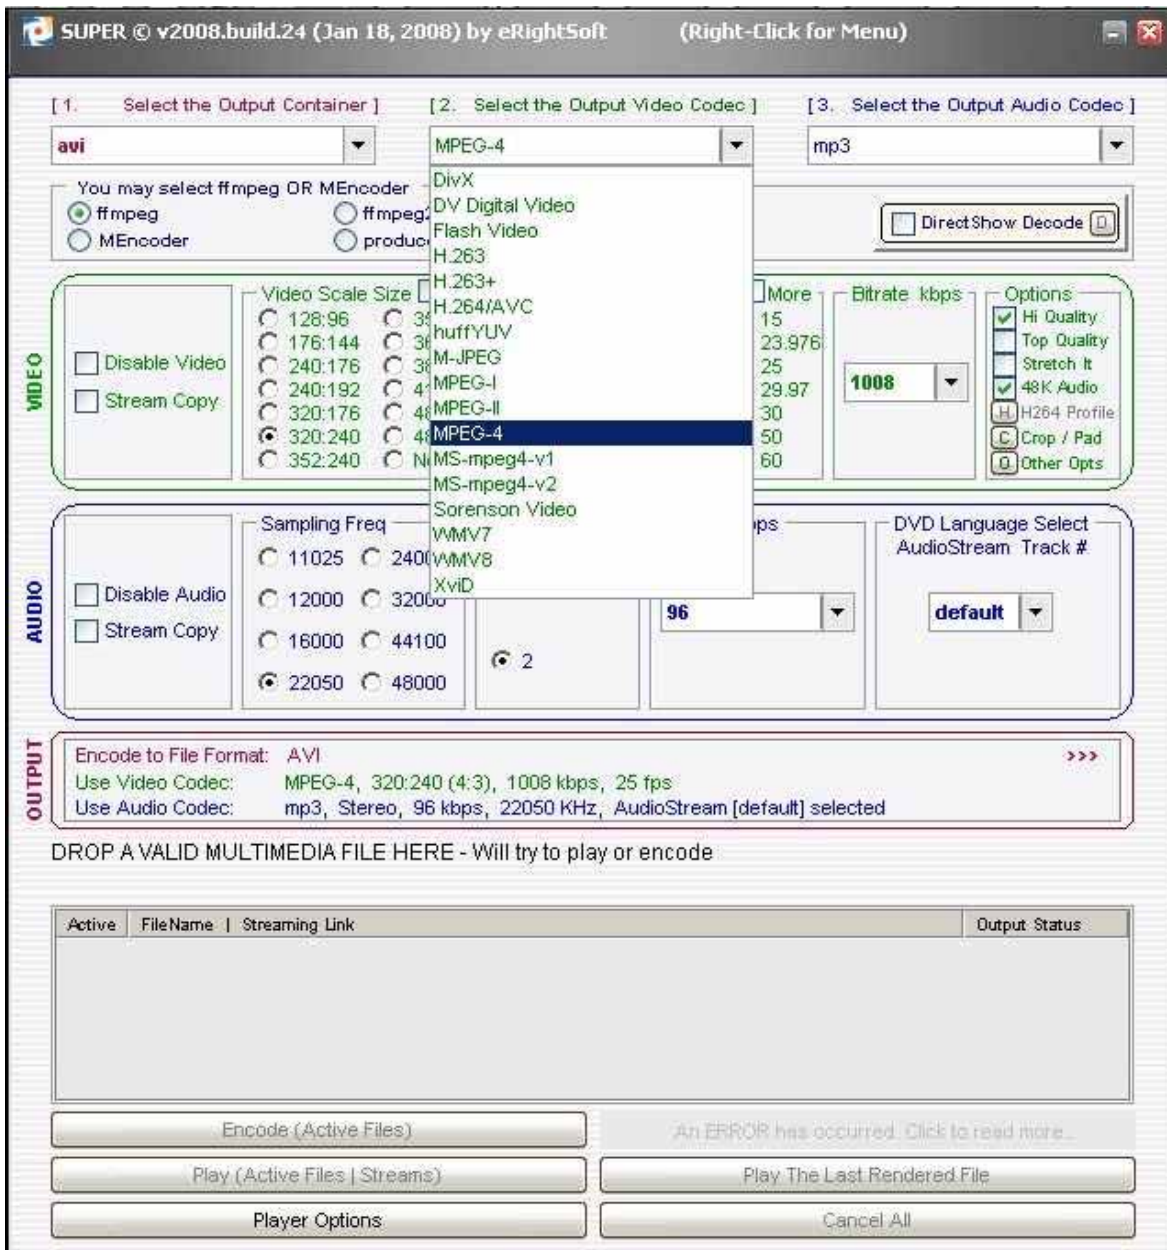 SUPER © v2008.build.24 (Jan 18, 2008) by eRightSoft (Right-Click for Menu)
[ 1. Select the Output Container ] [ 2. Select the Output Video Codec ] [ 3. Select the Output Audio Codec ]
avi MPEG-4 mp3
You may select ffmpeg OR MEncoder
ffmpeg
MEncoder
DirectShow Decode D
DivX
DV Digital Video
Flash Video
H.263
H.263+
H.264/AVC
huffYUV
M-JPEG
MPEG-I
MPEG-II
MPEG-4
MS-mpeg4-v1
MS-mpeg4-v2
Sorenson Video
WMV7
WMV8
XviD
VIDEO
Disable Video
Stream Copy
Video Scale Size
128:96
176:144
240:176
240:192
320:176
320:240
352:240
More
15
23.976
25
29.97
30
50
60
Bitrate kbps
1008
Options
Hi Quality
Top Quality
Stretch It
48K Audio
H H264 Profile
C Crop / Pad
O Other Opts
AUDIO
Disable Audio
Stream Copy
Sampling Freq
11025
12000 32000
16000 44100
22050 48000
2
96
DVD Language Select
AudioStream Track #
default
OUTPUT
Encode to File Format: AVI >>>
Use Video Codec: MPEG-4, 320:240 (4:3), 1008 kbps, 25 fps
Use Audio Codec: mp3, Stereo, 96 kbps, 22050 KHz, AudioStream [default] selected
DROP A VALID MULTIMEDIA FILE HERE - Will try to play or encode
Active FileName | Streaming Link Output Status
Encode (Active Files) An ERROR has occurred. Click to read more...
Play (Active Files | Streams) Play The Last Rendered File
Player Options Cancel All